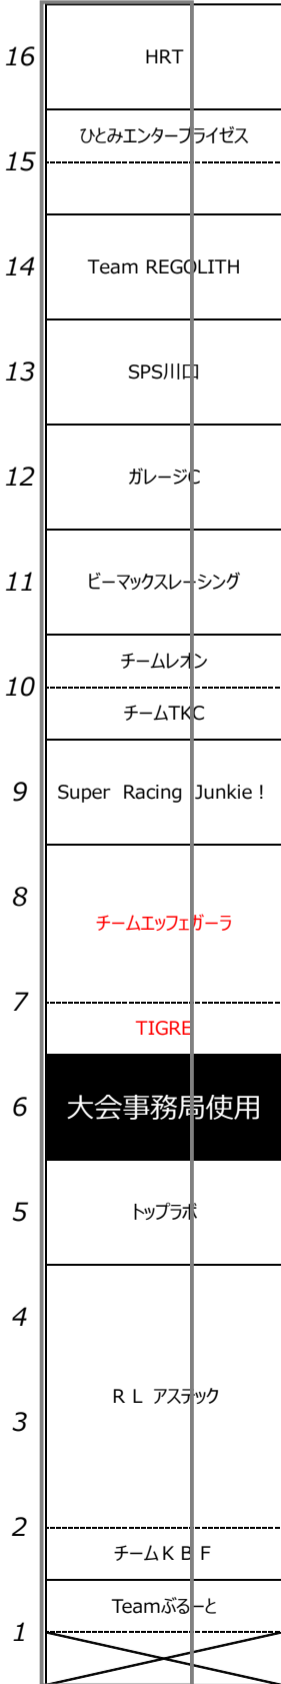 16
HRT
ひとみエンタープライゼス
15
14
Team REGOLITH
13
SPS川口
12
ガレージC
11
ビーマックスレーシング
チームレオン
10
チームTKC
9
Super Racing Junkie！
8
チームエッフェガーラ
7
TIGRE
6
大会事務局使用
5
トップラボ
4
ＲＬ アステック
3
2
チームＫＢＦ
Teamぶるーと
1